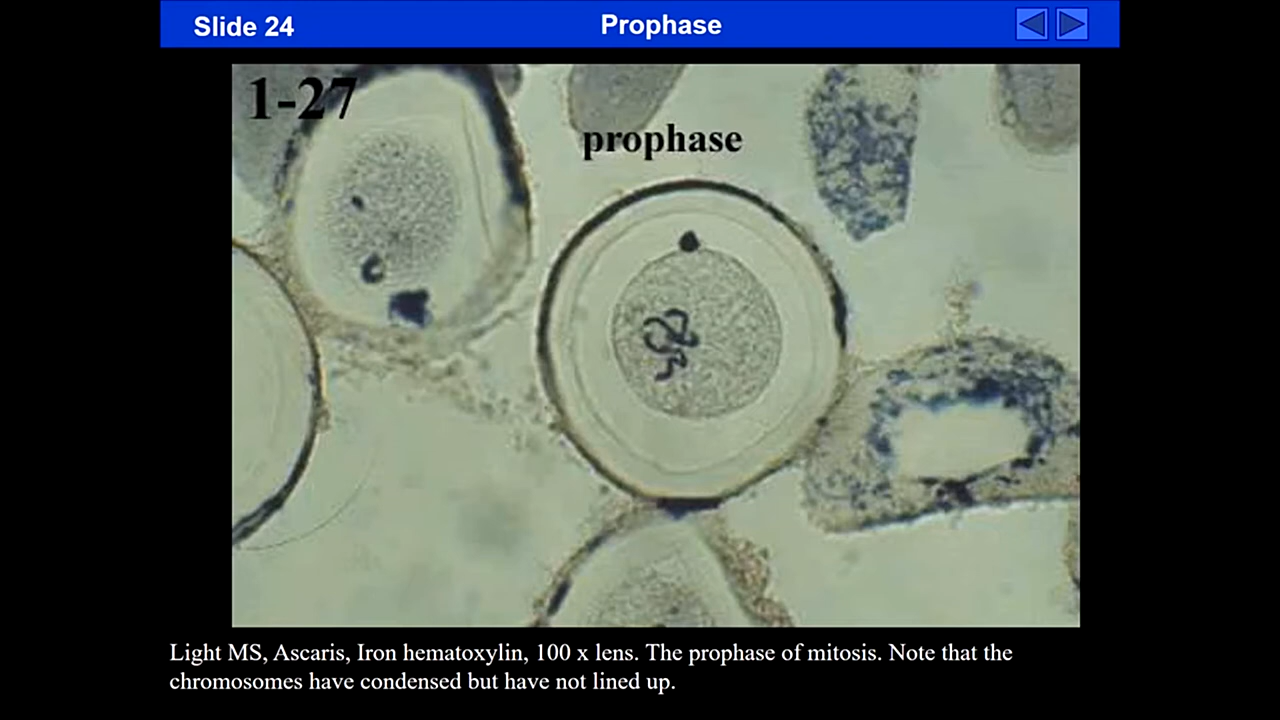 Slide 24
Prophase
1-27
prophase
Light MS, Ascaris, Iron hematoxylin, 100 x lens. The prophase of mitosis. Note that the
chromosomes have condensed but have not lined up.